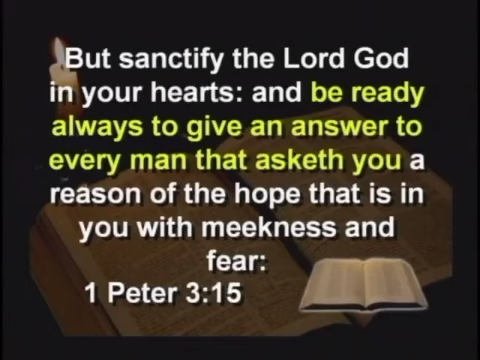 But sanctify the Lord God
in your hearts: and be ready
always to give an answer to
every man that asketh you a
reason of the hope that is in
you with meekness and
fear:
1 Peter 3:15